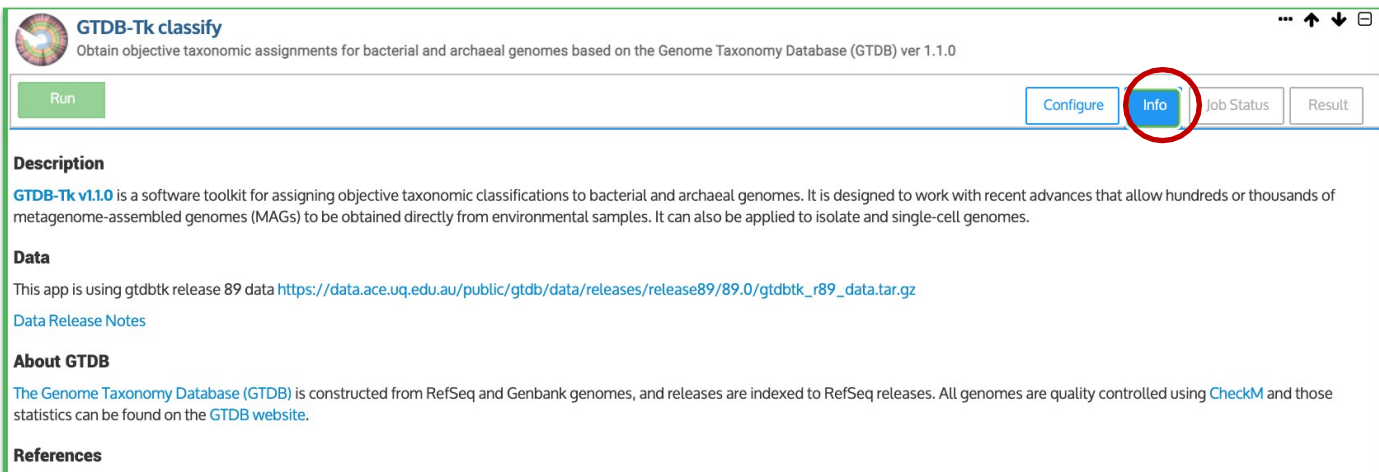 GTDB-Tk classify
Obtain objective taxonomic assignments for bacterial and archaeal genomes based on the Genome Taxonomy Database (GTDB) ver 1.1.0
Run
Configure
Info
Job Status
Result
Description
GTDB-Tk v1.1.0 is a software toolkit for assigning objective taxonomic classifications to bacterial and archaeal genomes. It is designed to work with recent advances that allow hundreds or thousands of
metagenome-assembled genomes (MAGs) to be obtained directly from environmental samples. It can also be applied to isolate and single-cell genomes.
Data
This app is using gtdbtk release 89 data https://data.ace.uq.edu.au/public/gtdb/data/releases/release89/89.0/gtdbtk_r89_data.tar.gz
Data Release Notes
About GTDB
The Genome Taxonomy Database (GTDB) is constructed from RefSeq and Genbank genomes, and releases are indexed to RefSeq releases. All genomes are quality controlled using CheckM and those
statistics can be found on the GTDB website.
References